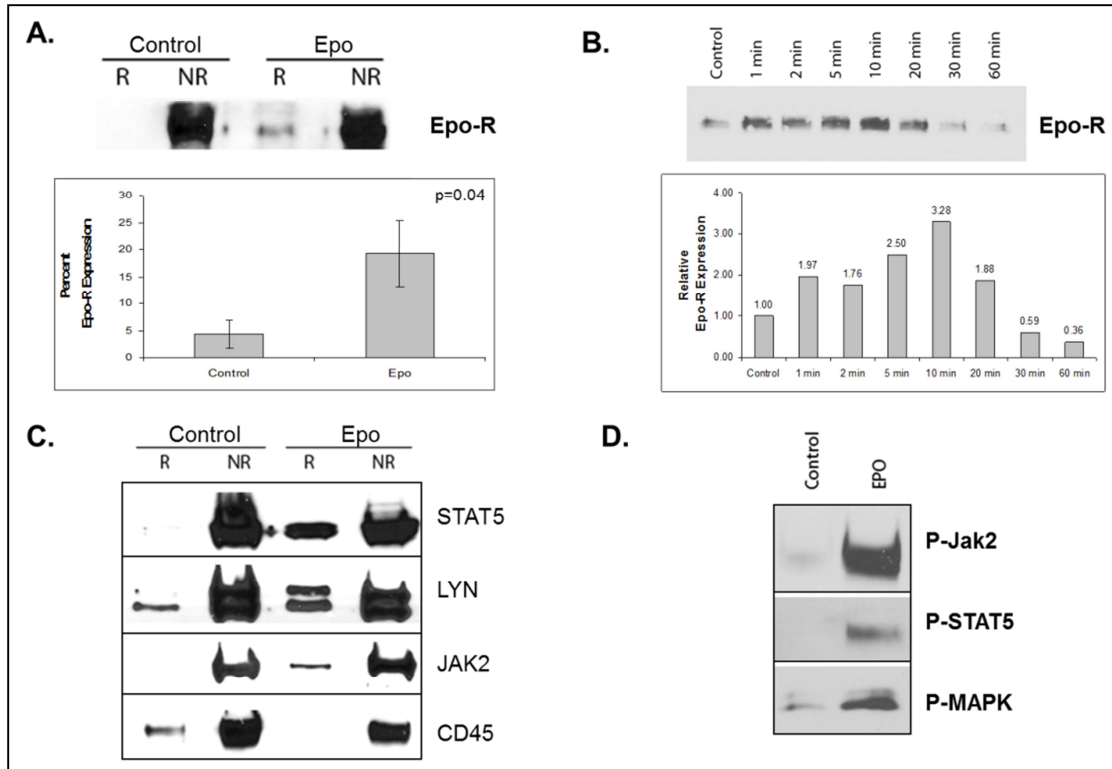 A.
Control Epo
R NR R NR
Epo-R
p=0.04
Percent
Epo-R Expression
30
25
20
15
10
5
0
Control Epo
B.
Control 1 min 2 min 5 min 10 min 20 min 30 min 60 min
Epo-R
Relative
Epo-R Expression
4.00
3.00
2.00
1.00
0.00
1.00 1.97 1.76 2.50 3.28 1.88 0.59 0.36
Control 1 min 2 min 5 min 10 min 20 min 30 min 60 min
C.
Control Epo
R NR R NR
STAT5
LYN
JAK2
CD45
D.
Control EPO
P-Jak2
P-STAT5
P-MAPK